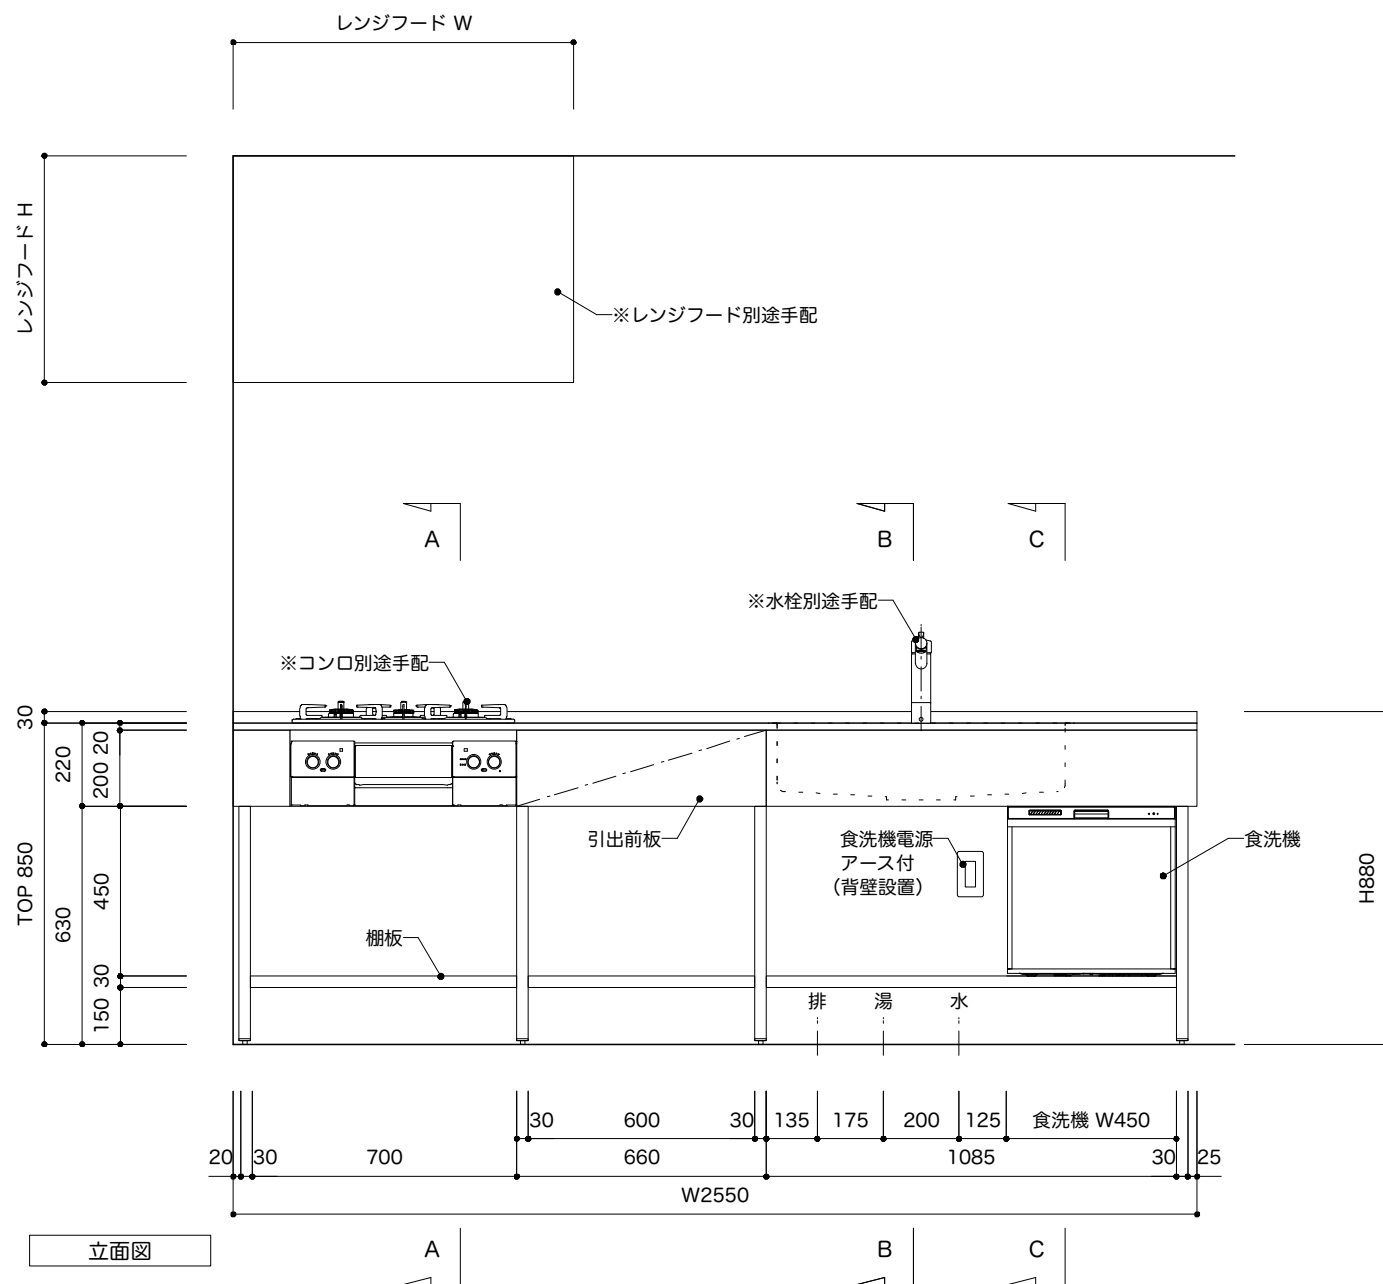 レンジフード W
レンジフード H
※レンジフード別途手配
A
B
C
※水栓別途手配
※コンロ別途手配
30
220
20
200
引出前板
食洗機電源
アース付
（背壁設置）
食洗機
TOP 850
630
450
H880
棚板
30
150
排
湯
水
30
600
30
135
175
200
125
食洗機 W450
20
30
700
660
1085
30
25
W2550
立面図
A
B
C